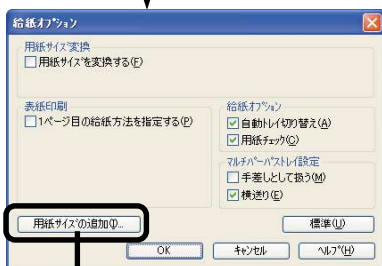 給紙オプション
用紙サイズ変換
用紙サイズを変換する(F)
表紙印刷
1ページ目の給紙方法を指定する(P)
給紙オプション
自動トレイ切り替え(A)
用紙チェック(C)
マルチパーパストレイ設定
手差しとして扱う(M)
横送り(E)
用紙サイズの追加(I)...
標準(U)
OK
キャンセル
ヘルプ(H)